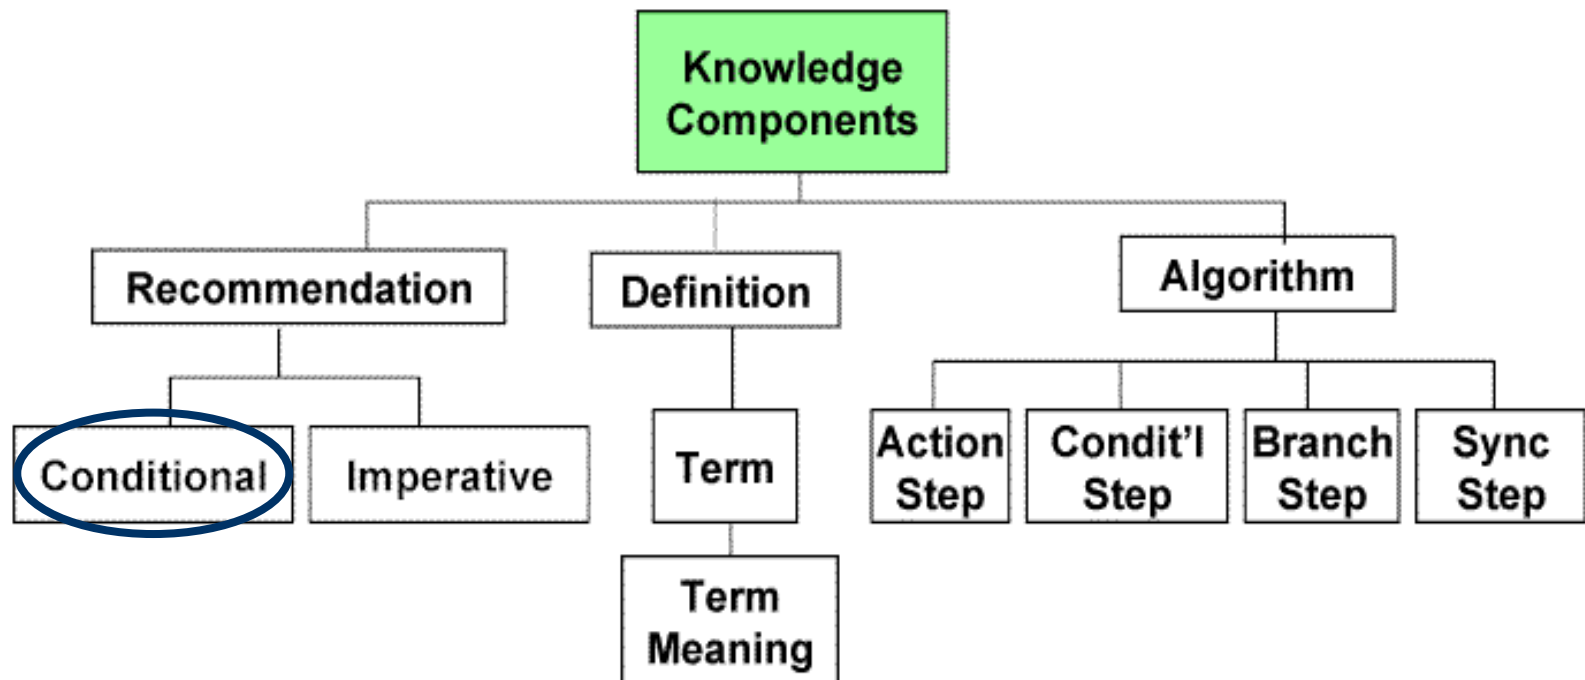 Knowledge
Components
Recommendation
Definition
Algorithm
Conditional
Imperative
Term
Action
Step
Condit'l
Step
Branch
Step
Sync
Step
Term
Meaning